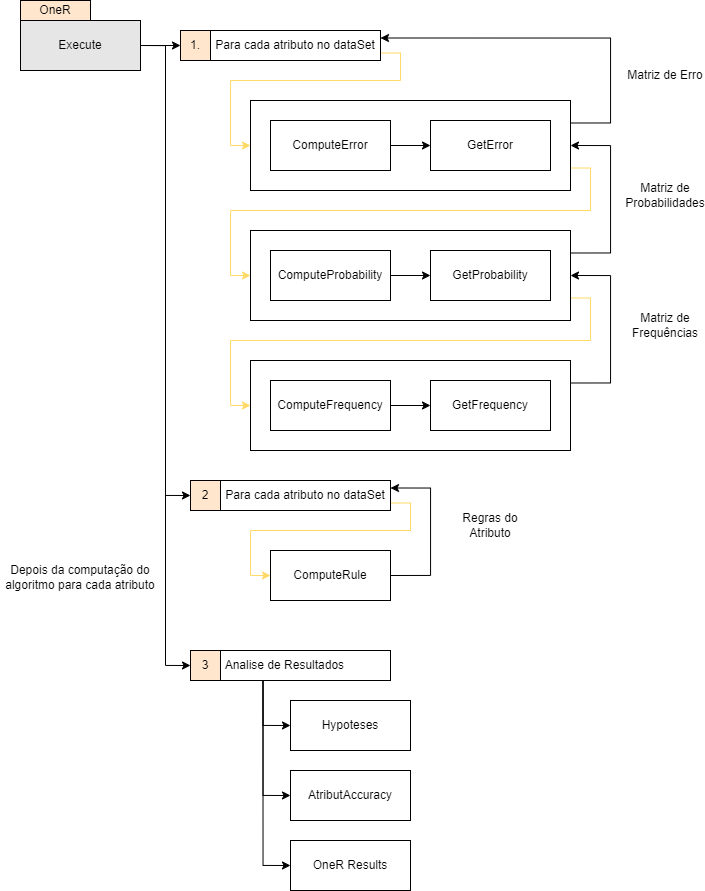 OneR
Execute
1.
Para cada atributo no dataSet
Matriz de Erro
ComputeError
GetError
Matriz de
Probabilidades
ComputeProbability
GetProbability
Matriz de
Frequências
ComputeFrequency
GetFrequency
2
Para cada atributo no dataSet
Regras do
Atributo
Depois da computação do
algoritmo para cada atributo
ComputeRule
3
Analise de Resultados
Hypoteses
AtributAccuracy
OneR Results